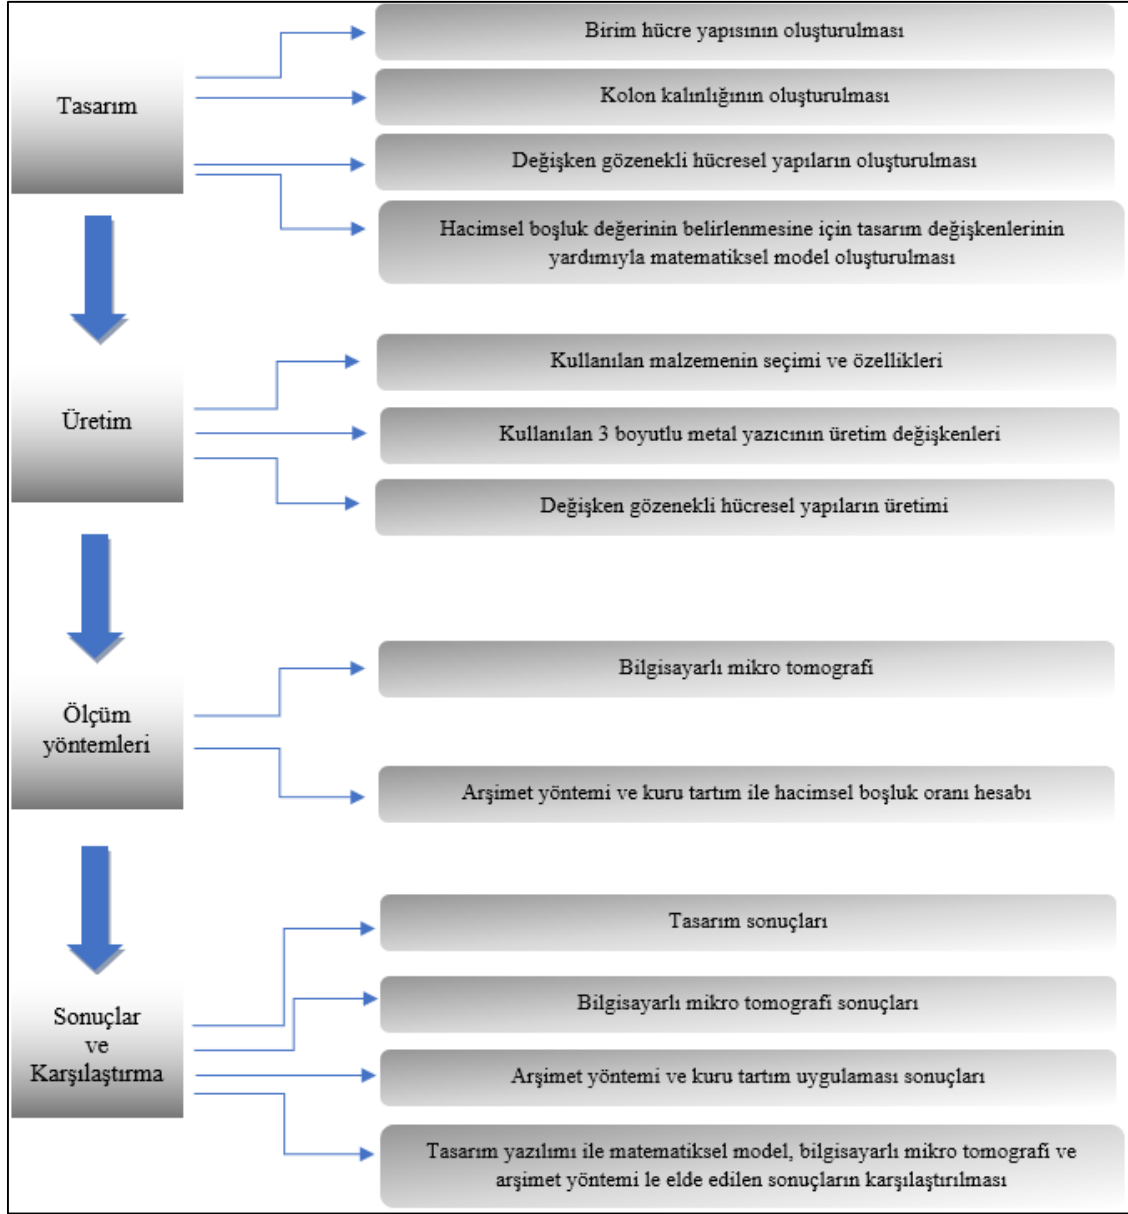 Tasarım
Birim hücre yapısının oluşturulması
Kolon kalınlığının oluşturulması
Değişken gözenekli hücresel yapıların oluşturulması
Hacimsel boşluk değerinin belirlenmesine için tasarım değişkenlerinin
yardımıyla matematiksel model oluşturulması
Üretim
Kullanılan malzemenin seçimi ve özellikleri
Kullanılan 3 boyutlu metal yazıcının üretim değişkenleri
Değişken gözenekli hücresel yapıların üretimi
Ölçüm
yöntemleri
Bilgisayarlı mikro tomografi
Arşimet yöntemi ve kuru tartım ile hacimsel boşluk oranı hesabı
Sonuçlar
ve
Karşılaştırma
Tasarım sonuçları
Bilgisayarlı mikro tomografi sonuçları
Arşimet yöntemi ve kuru tartım uygulaması sonuçları
Tasarım yazılımı ile matematiksel model, bilgisayarlı mikro tomografi ve
arşimet yöntemi le elde edilen sonuçların karşılaştırılması